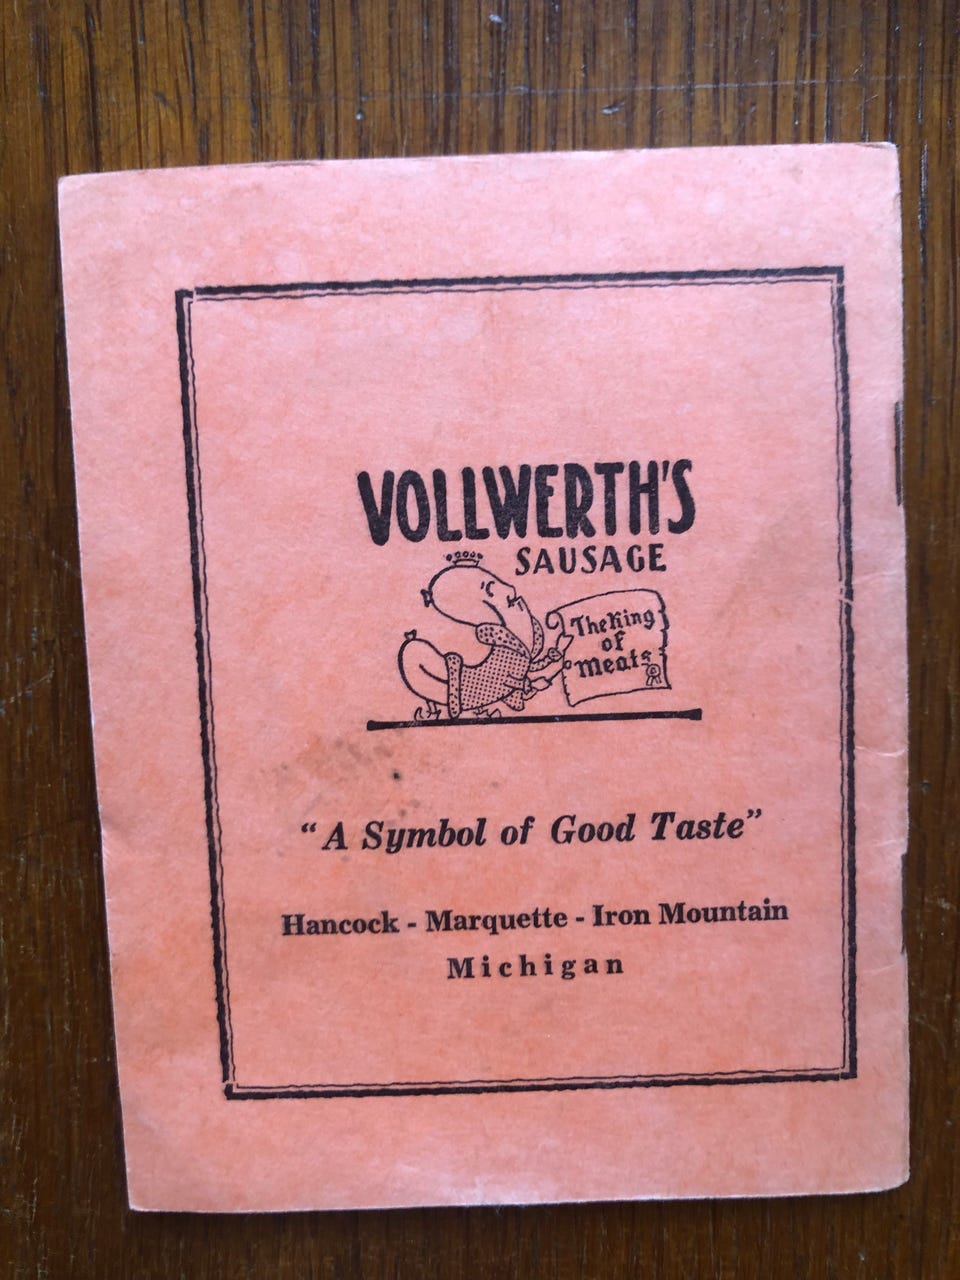 VOLLWERTH'S
SAUSAGE
The King
of
Meats
"A Symbol of Good Taste"
Hancock - Marquette - Iron Mountain
Michigan